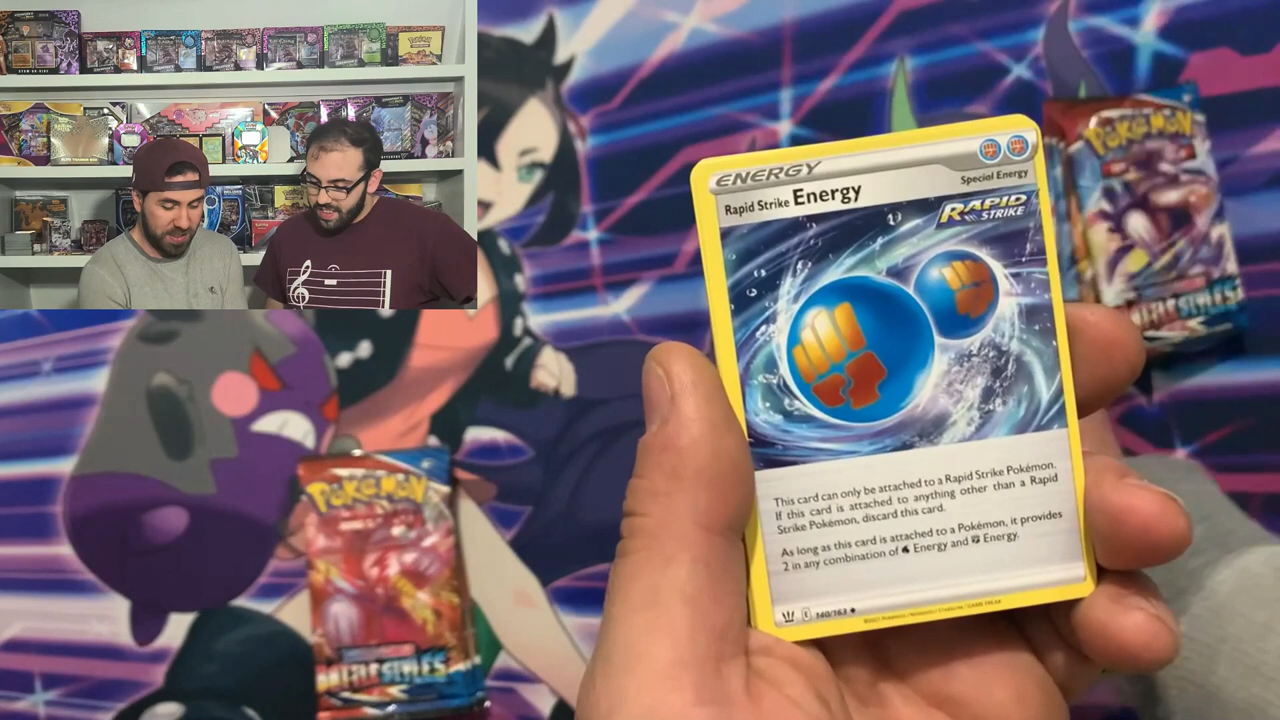 ENERGY
Rapid Strike Energy
Special Energy
RAPID
STRIKE
This card can only be attached to a Rapid Strike Pokémon.
If this card is attached to anything other than a Rapid
Strike Pokémon, discard this card.
As long as this card is attached to a Pokémon, it provides
2 in any combination of Energy and Energy.
E 140/163
POKÉMON
BATTLE STYLES
POKÉMON
BATTLE STYLES